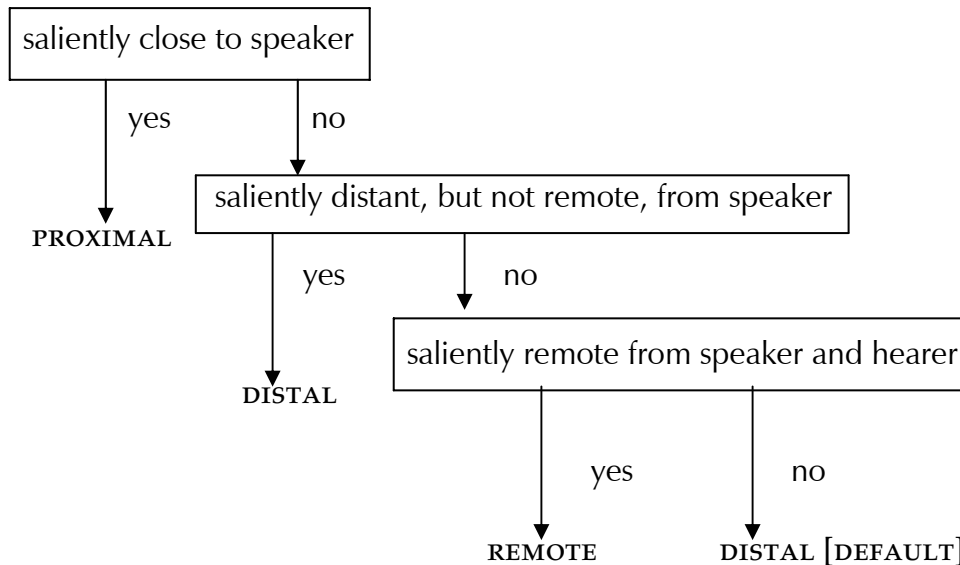 saliently close to speaker
yes no
saliently distant, but not remote, from speaker
PROXIMAL
yes no
saliently remote from speaker and hearer
DISTAL
yes no
REMOTE DISTAL [DEFAULT]